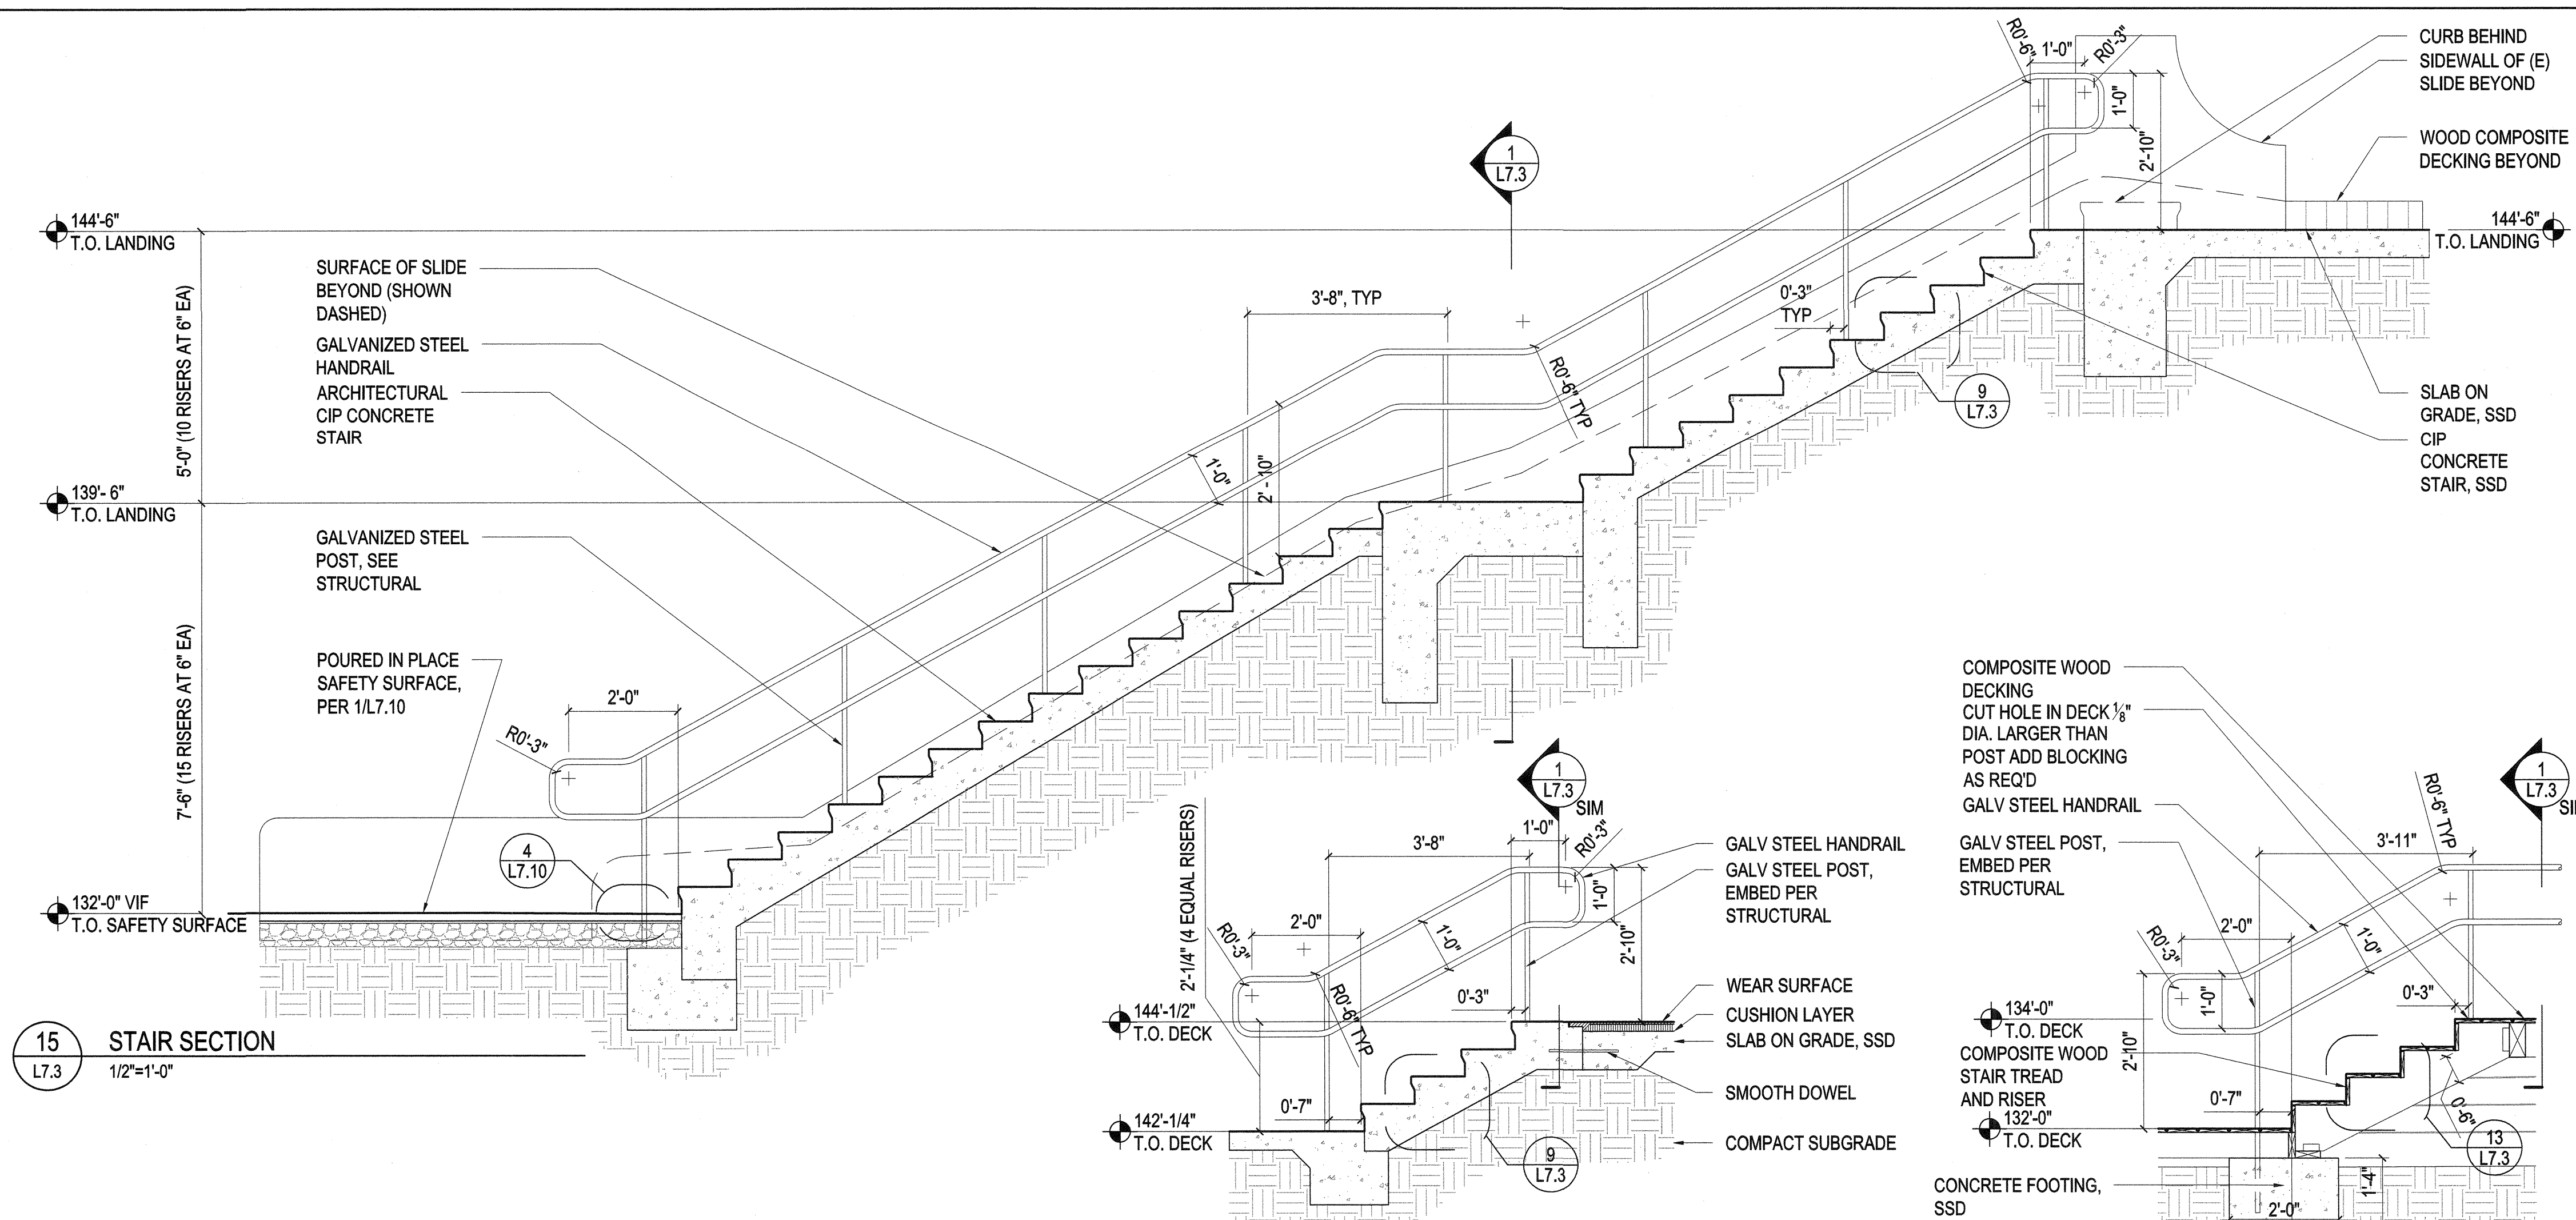 R0'-6"
1'-0"
R0'-3"
1'-0"
2'-10"
CURB BEHIND
SIDEWALL OF (E)
SLIDE BEYOND
WOOD COMPOSITE
DECKING BEYOND
1
L7.3
144'-6"
T.O. LANDING
144'-6"
T.O. LANDING
5'-0" (10 RISERS AT 6" EA)
SURFACE OF SLIDE
BEYOND (SHOWN
DASHED)
GALVANIZED STEEL
HANDRAIL
ARCHITECTURAL
CIP CONCRETE
STAIR
3'-8", TYP
0'-3"
TYP
R0'-6" TYP
9
L7.3
SLAB ON
GRADE, SSD
CIP
CONCRETE
STAIR, SSD
1'-0"
2'-10"
139'-6"
T.O. LANDING
GALVANIZED STEEL
POST, SEE
STRUCTURAL
7'-6" (15 RISERS AT 6" EA)
POURED IN PLACE
SAFETY SURFACE,
PER 1/L7.10
2'-0"
R0'-3"
4
L7.10
132'-0" VIF
T.O. SAFETY SURFACE
15
L7.3
STAIR SECTION
1/2"=1'-0"
1
L7.3
SIM
2'-1/4" (4 EQUAL RISERS)
3'-8"
1'-0"
R0'-3"
1'-0"
2'-10"
2'-0"
R0'-3"
1'-0"
R0'-6" TYP
0'-3"
0'-7"
144'-1/2"
T.O. DECK
142'-1/4"
T.O. DECK
9
L7.3
GALV STEEL HANDRAIL
GALV STEEL POST,
EMBED PER
STRUCTURAL
WEAR SURFACE
CUSHION LAYER
SLAB ON GRADE, SSD
SMOOTH DOWEL
COMPACT SUBGRADE
COMPOSITE WOOD
DECKING
CUT HOLE IN DECK 1/8"
DIA. LARGER THAN
POST ADD BLOCKING
AS REQ'D
GALV STEEL HANDRAIL
GALV STEEL POST,
EMBED PER
STRUCTURAL
R0'-6" TYP
1
L7.3
3'-11"
2'-0"
R0'-3"
1'-0"
1'-0"
0'-3"
2'-10"
134'-0"
T.O. DECK
COMPOSITE WOOD
STAIR TREAD
AND RISER
0'-7"
0'-6"
132'-0"
T.O. DECK
13
L7.3
CONCRETE FOOTING,
SSD
1'-4"
2'-0"